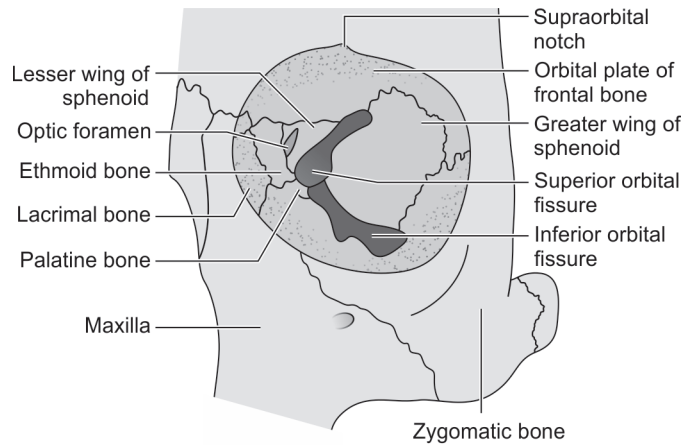 Supraorbital
notch
Lesser wing of
sphenoid
Orbital plate of
frontal bone
Optic foramen
Greater wing of
sphenoid
Ethmoid bone
Superior orbital
fissure
Lacrimal bone
Inferior orbital
fissure
Palatine bone
Maxilla
Zygomatic bone